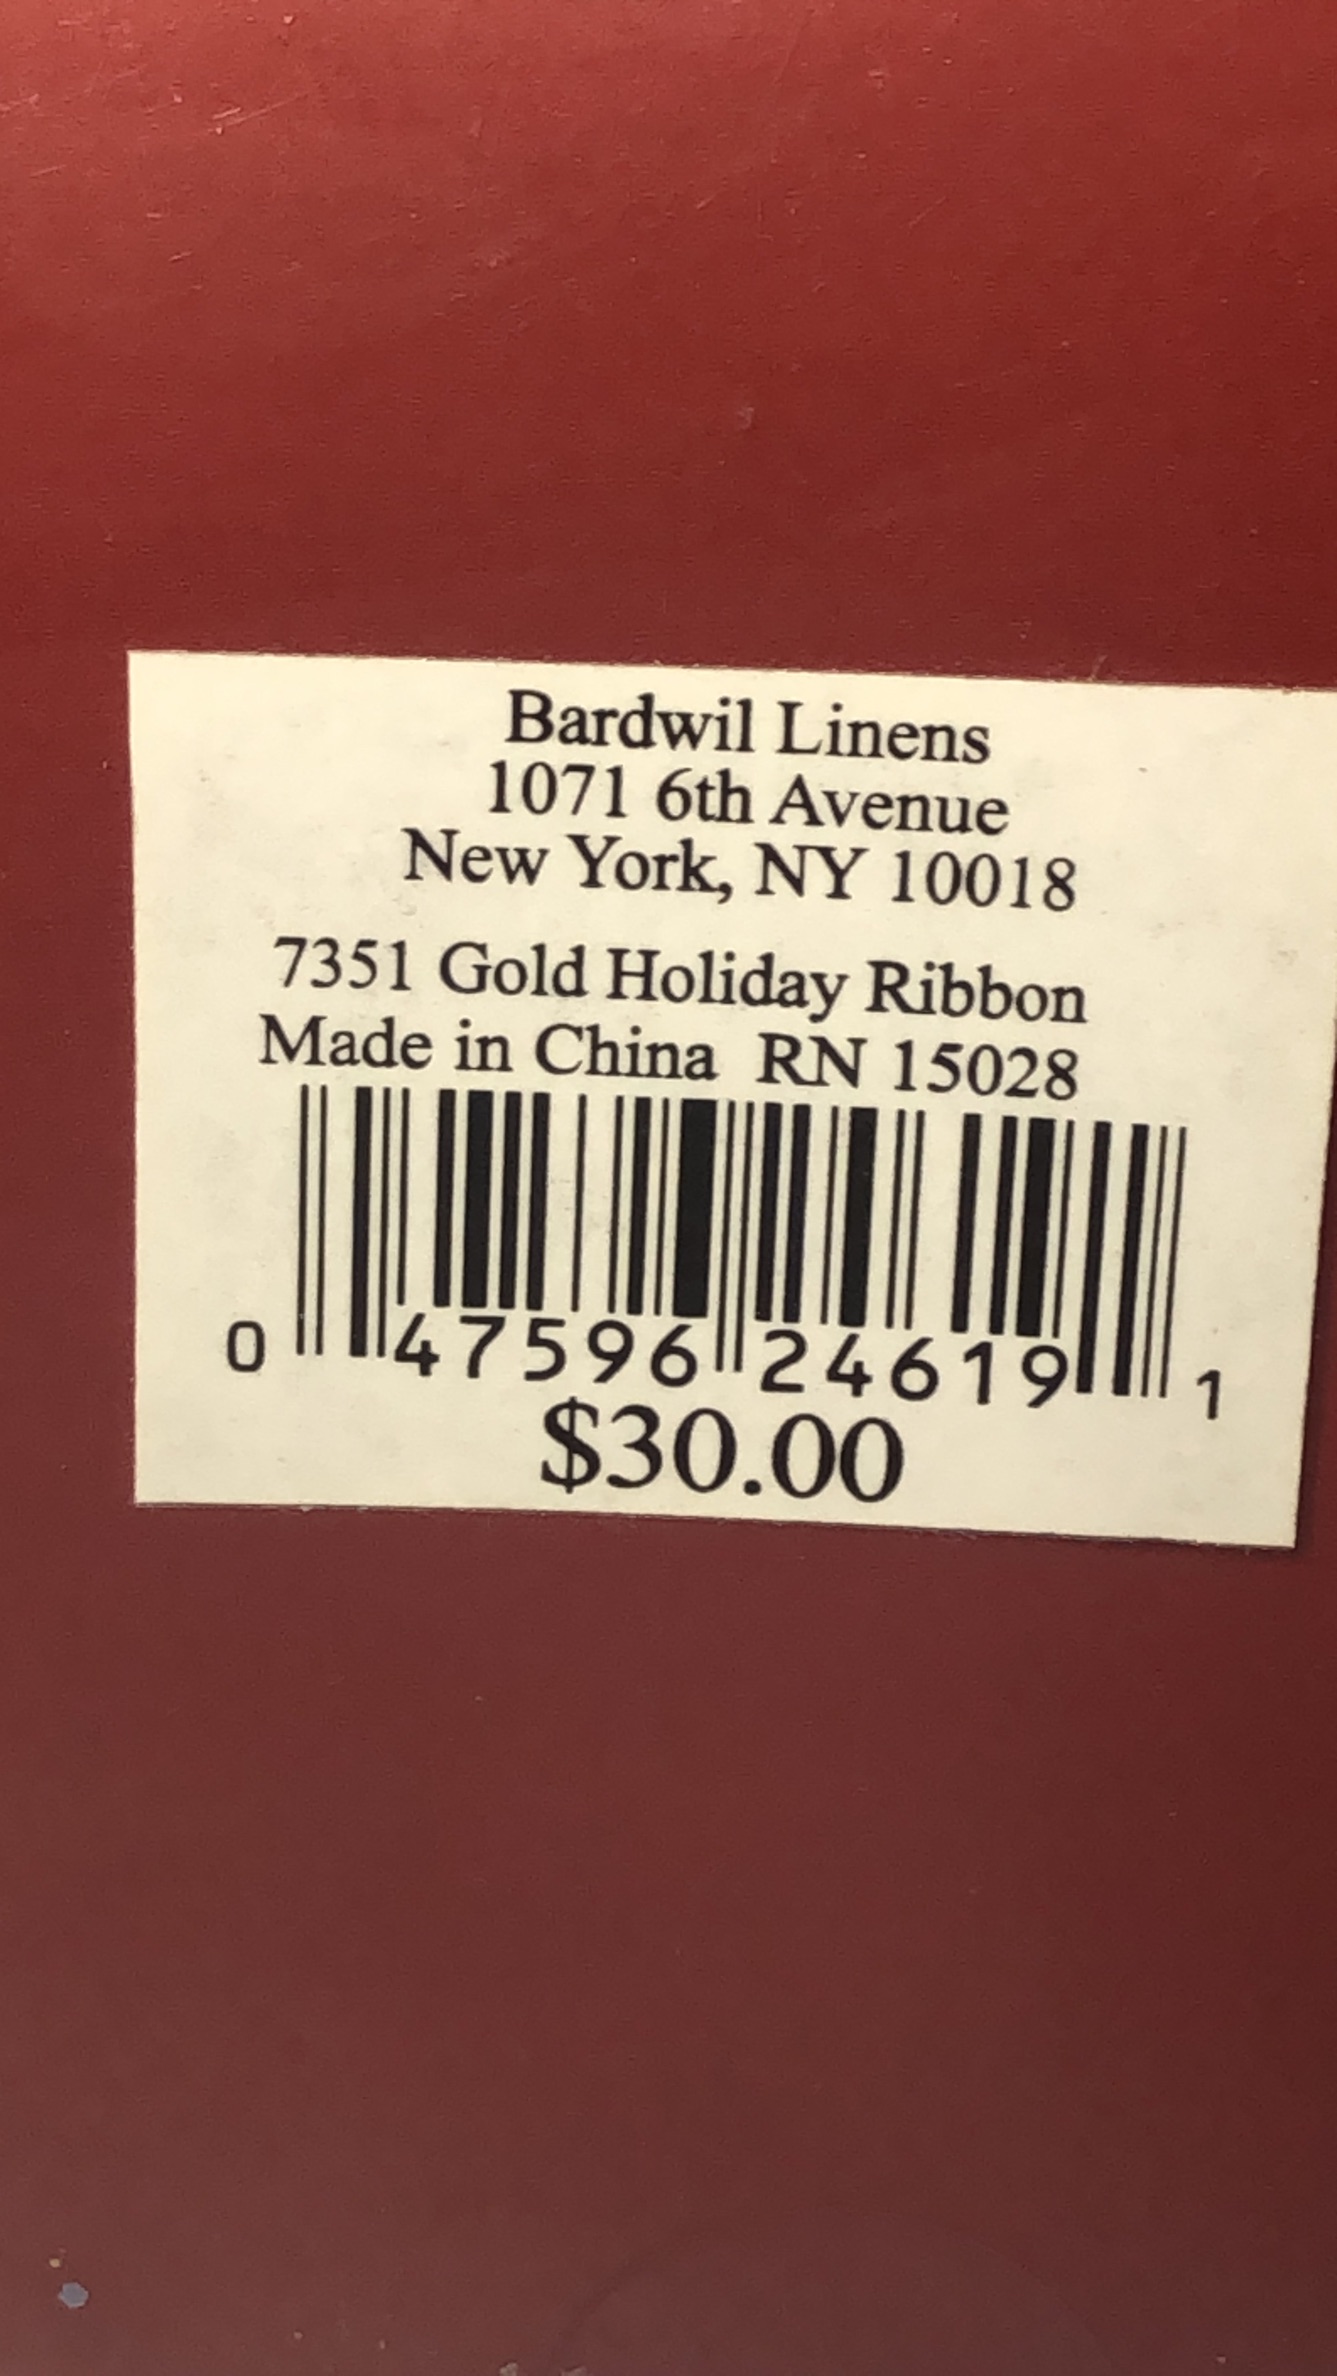 Bardwil Linens
1071 6th Avenue
New York, NY 10018
7351 Gold Holiday Ribbon
Made in China RN 15028
0 47596 24619 1
$30.00